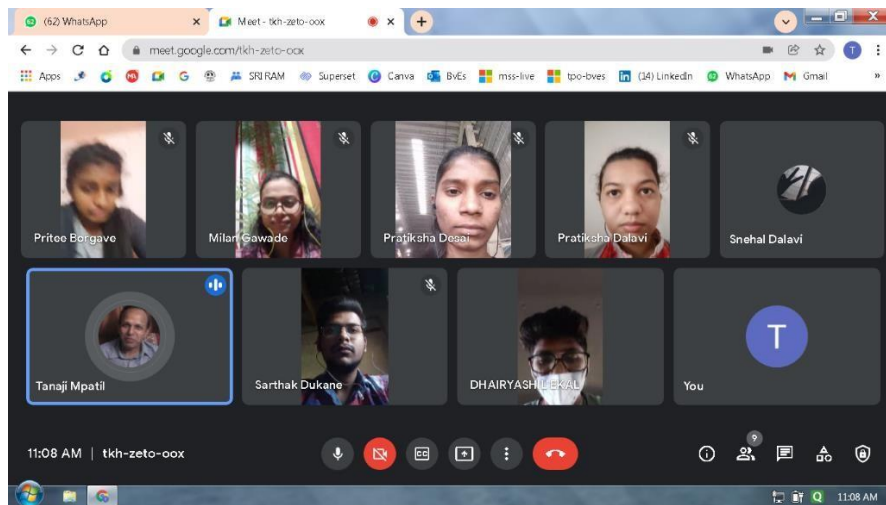 (62) WhatsApp
Meet - tkh-zeto-oox
meet.google.com/tkh-zeto-oox
T
Apps
SRI RAM
Superset
Canva
BvEs
mss-live
tpo-bves
(14) LinkedIn
WhatsApp
Gmail
»
Pritee Borgave
Milan Gawade
Pratiksha Desai
Pratiksha Dalavi
Snehal Dalavi
Tanaji Mpatil
Sarthak Dukane
T
You
11:08 AM | tkh-zeto-oox
CC
9
11:08 AM